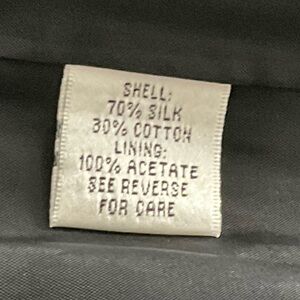 SHELL:
70% SILK
30% COTTON
LINING:
100% ACETATE
SEE REVERSE
FOR CARE